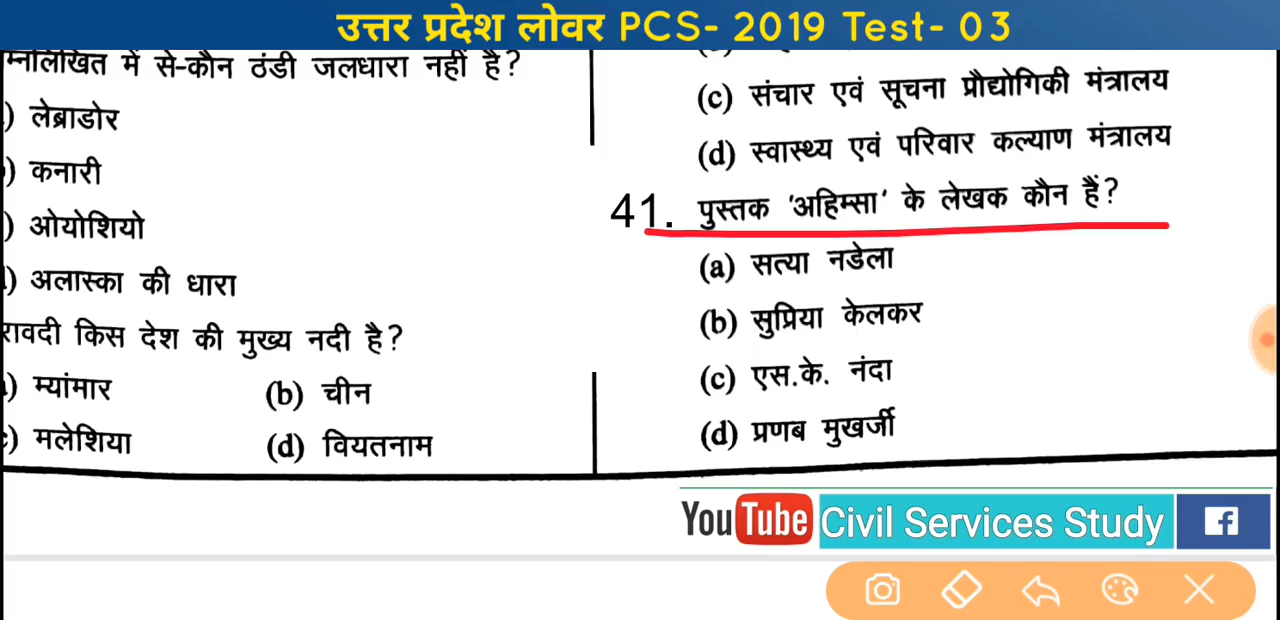 उत्तर प्रदेश लोवर PCS- 2019 Test- 03
म्नलिखित में से-कौन ठंडी जलधारा नहीं है?
) लेब्राडोर
) कनारी
) ओयोशियो
) अलास्का की धारा
रावदी किस देश की मुख्य नदी है?
) म्यांमार (b) चीन
) मलेशिया (d) वियतनाम
(c) संचार एवं सूचना प्रौद्योगिकी मंत्रालय
(d) स्वास्थ्य एवं परिवार कल्याण मंत्रालय
41. पुस्तक 'अहिम्सा' के लेखक कौन हैं?
(a) सत्या नडेला
(b) सुप्रिया केलकर
(c) एस.के. नंदा
(d) प्रणब मुखर्जी
YouTube Civil Services Study f